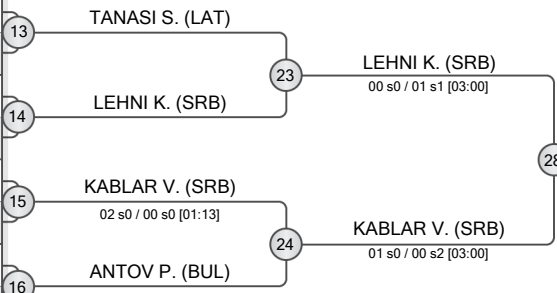 TANASI S. (LAT)
13
23
LEHNI K. (SRB)
00 s0 / 01 s1 [03:00]
LEHNI K. (SRB)
14
28
KABLAR V. (SRB)
15
02 s0 / 00 s0 [01:13]
24
KABLAR V. (SRB)
01 s0 / 00 s2 [03:00]
ANTOV P. (BUL)
16